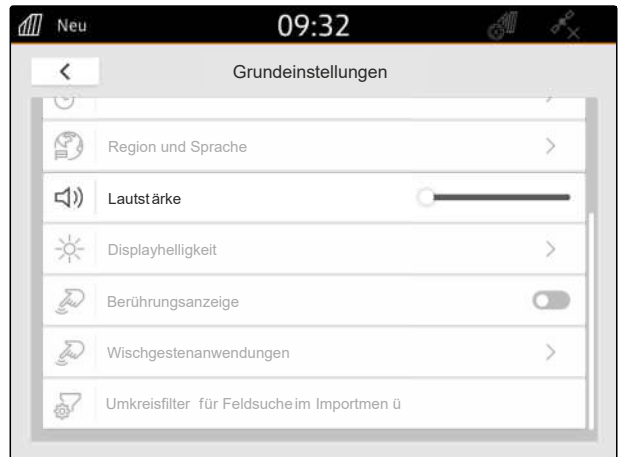 Neu 09:32
Grundeinstellungen
Region und Sprache
Lautstärke
Displayhelligkeit
Berührungsanzeige
Wischgestenanwendungen
Umkreisfilter für Feldsuche im Importmenü